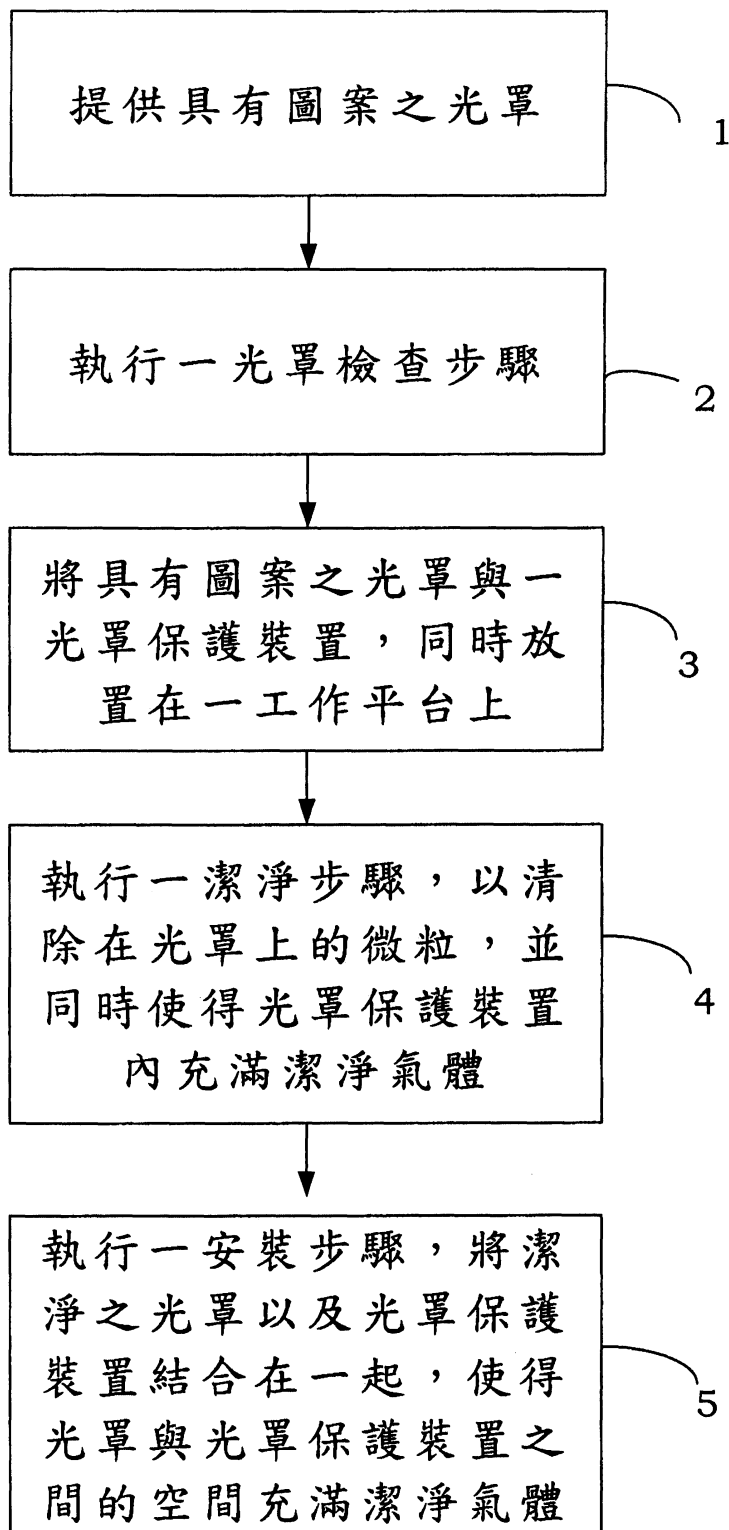 提供具有圖案之光罩
1
執行一光罩檢查步驟
2
將具有圖案之光罩與一
光罩保護裝置，同時放
置在一工作平台上
3
執行一潔淨步驟，以清
除在光罩上的微粒，並
同時使得光罩保護裝置
內充滿潔淨氣體
4
執行一安裝步驟，將潔
淨之光罩以及光罩保護
裝置結合在一起，使得
光罩與光罩保護裝置之
間的空間充滿潔淨氣體
5